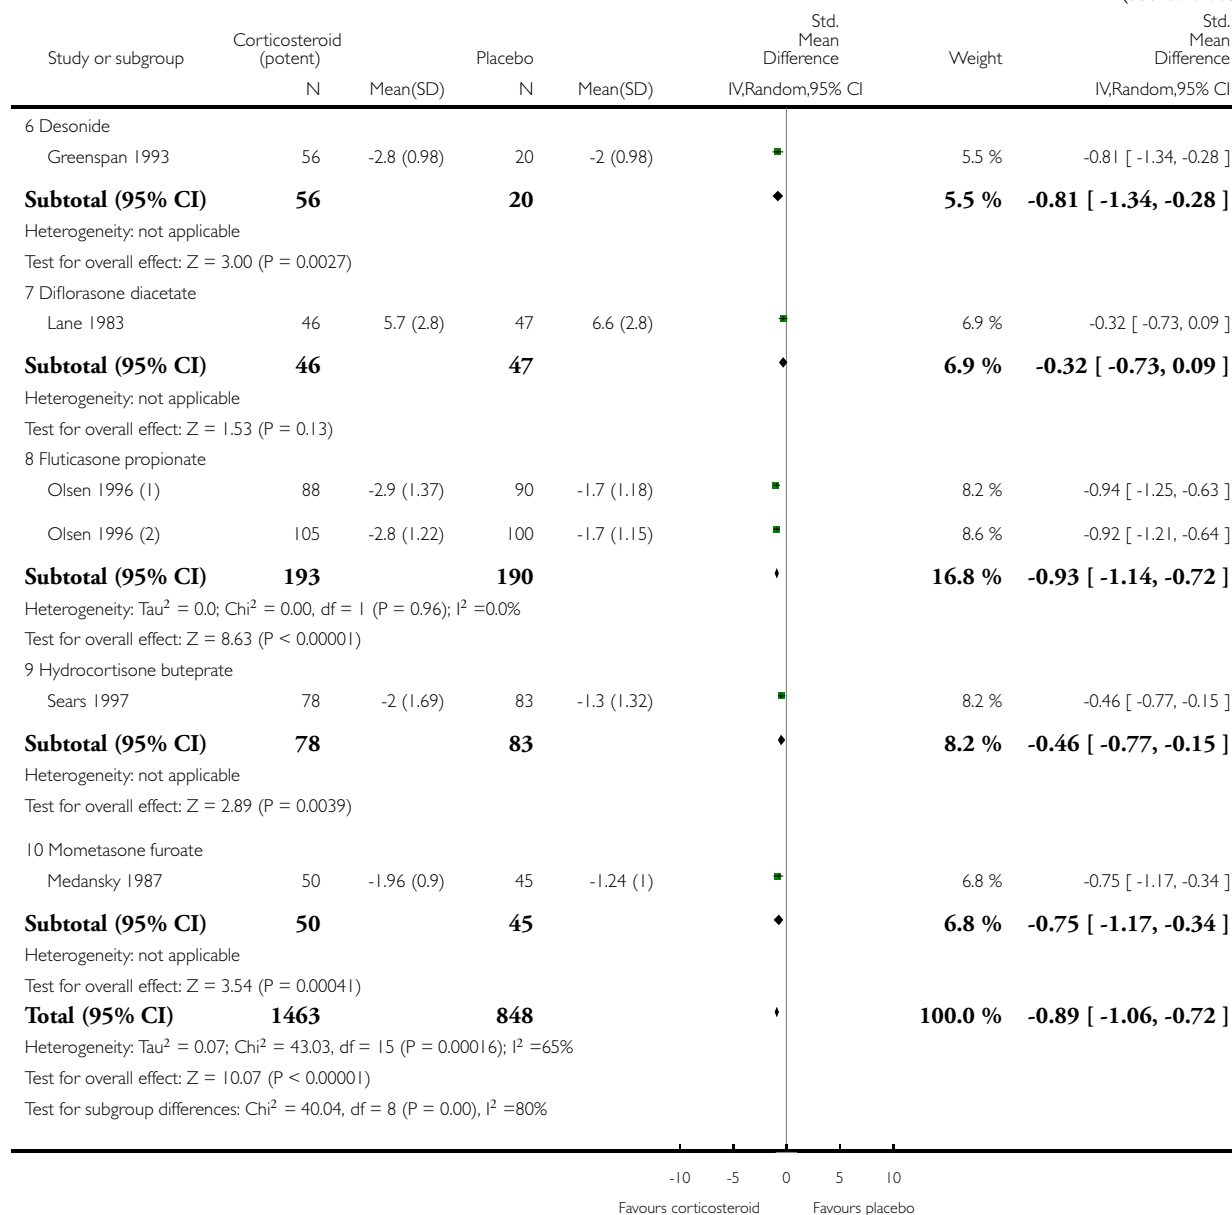 Study or subgroup Corticosteroid (potent) Placebo Std. Mean Difference Weight Std. Mean Difference
N Mean(SD) N Mean(SD) IV,Random,95% CI IV,Random,95% CI
6 Desonide
Greenspan 1993 56 -2.8 (0.98) 20 -2 (0.98) 5.5 % -0.81 [ -1.34, -0.28 ]
Subtotal (95% CI) 56 20 5.5 % -0.81 [ -1.34, -0.28 ]
Heterogeneity: not applicable
Test for overall effect: Z = 3.00 (P = 0.0027)
7 Diflorasone diacetate
Lane 1983 46 5.7 (2.8) 47 6.6 (2.8) 6.9 % -0.32 [ -0.73, 0.09 ]
Subtotal (95% CI) 46 47 6.9 % -0.32 [ -0.73, 0.09 ]
Heterogeneity: not applicable
Test for overall effect: Z = 1.53 (P = 0.13)
8 Fluticasone propionate
Olsen 1996 (1) 88 -2.9 (1.37) 90 -1.7 (1.18) 8.2 % -0.94 [ -1.25, -0.63 ]
Olsen 1996 (2) 105 -2.8 (1.22) 100 -1.7 (1.15) 8.6 % -0.92 [ -1.21, -0.64 ]
Subtotal (95% CI) 193 190 16.8 % -0.93 [ -1.14, -0.72 ]
Heterogeneity: Tau² = 0.0; Chi² = 0.00, df = 1 (P = 0.96); I² =0.0%
Test for overall effect: Z = 8.63 (P < 0.00001)
9 Hydrocortisone buteprate
Sears 1997 78 -2 (1.69) 83 -1.3 (1.32) 8.2 % -0.46 [ -0.77, -0.15 ]
Subtotal (95% CI) 78 83 8.2 % -0.46 [ -0.77, -0.15 ]
Heterogeneity: not applicable
Test for overall effect: Z = 2.89 (P = 0.0039)
10 Mometasone furoate
Medansky 1987 50 -1.96 (0.9) 45 -1.24 (1) 6.8 % -0.75 [ -1.17, -0.34 ]
Subtotal (95% CI) 50 45 6.8 % -0.75 [ -1.17, -0.34 ]
Heterogeneity: not applicable
Test for overall effect: Z = 3.54 (P = 0.00041)
Total (95% CI) 1463 848 100.0 % -0.89 [ -1.06, -0.72 ]
Heterogeneity: Tau² = 0.07; Chi² = 43.03, df = 15 (P = 0.00016); I² =65%
Test for overall effect: Z = 10.07 (P < 0.00001)
Test for subgroup differences: Chi² = 40.04, df = 8 (P = 0.00), I² =80%
-10 -5 0 5 10
Favours corticosteroid Favours placebo